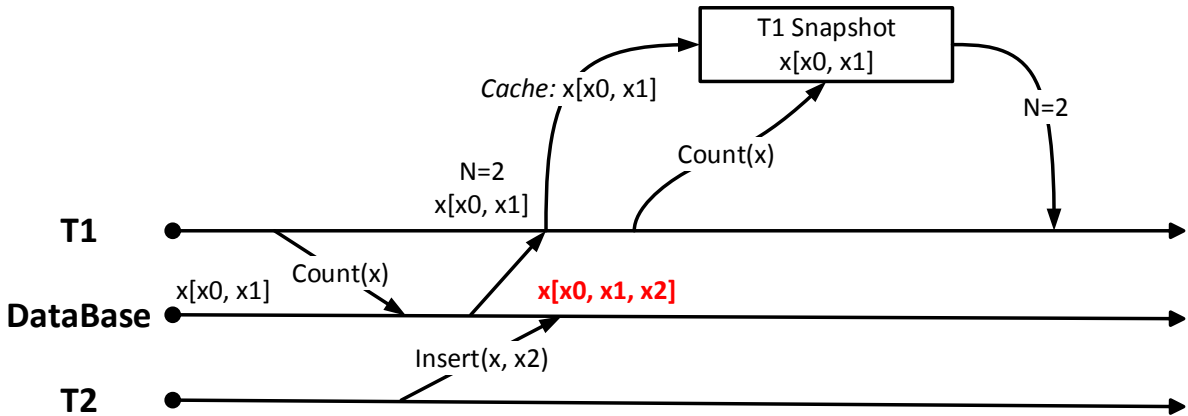 T1 Snapshot
x[x0, x1]
Cache: x[x0, x1]
N=2
Count(x)
N=2
x[x0, x1]
T1
Count(x)
x[x0, x1]
x[x0, x1, x2]
DataBase
Insert(x, x2)
T2